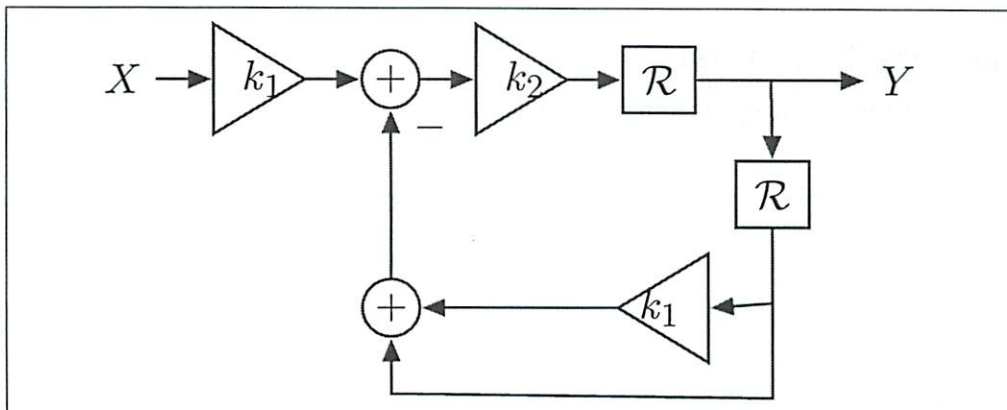 X k₁ + k₂ ℛ Y
−
ℛ
+ k₁